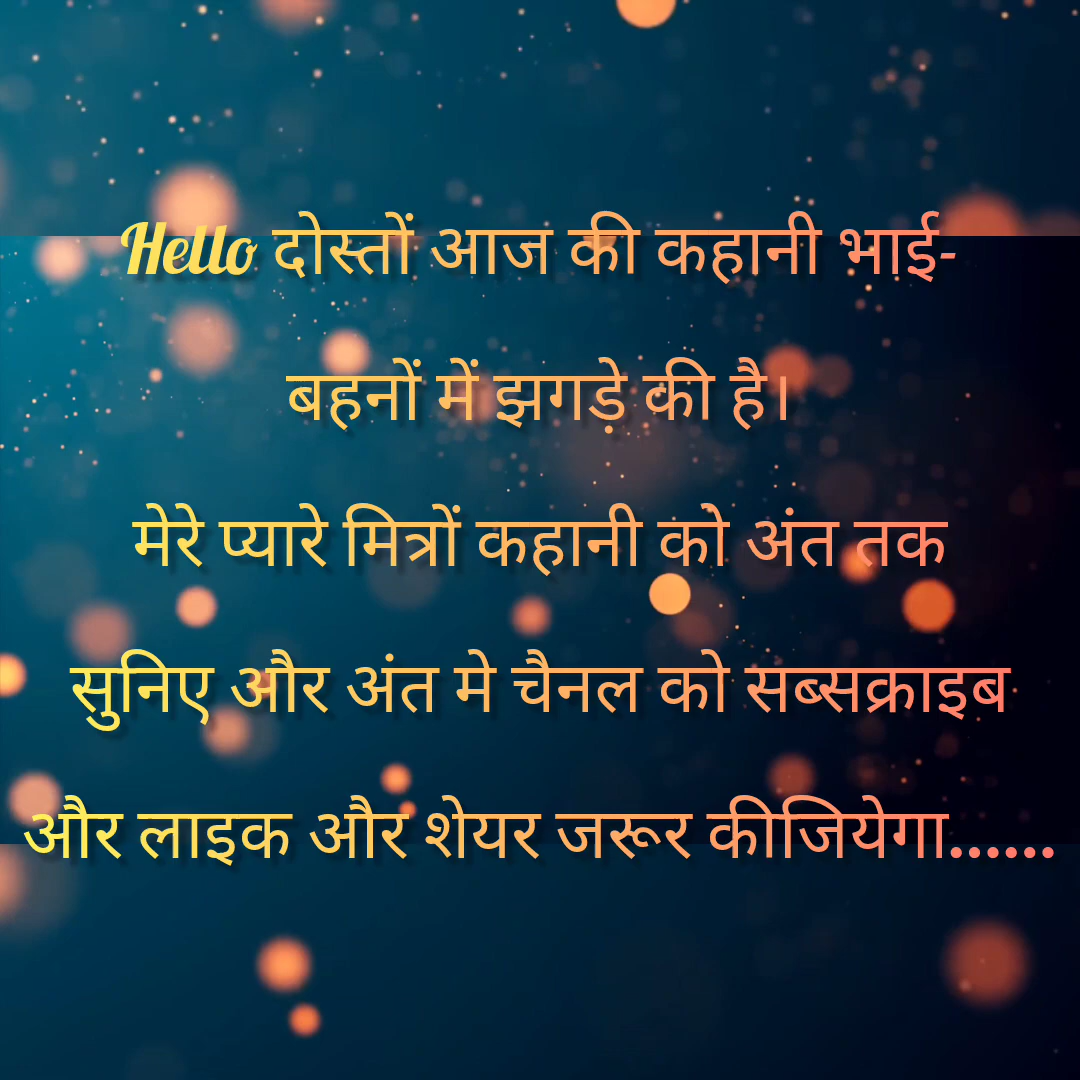 Hello दोस्तों आज की कहानी भाई-
बहनों में झगड़े की है।
मेरे प्यारे मित्रों कहानी को अंत तक
सुनिए और अंत मे चैनल को सब्सक्राइब
और लाइक और शेयर जरूर कीजियेगा......